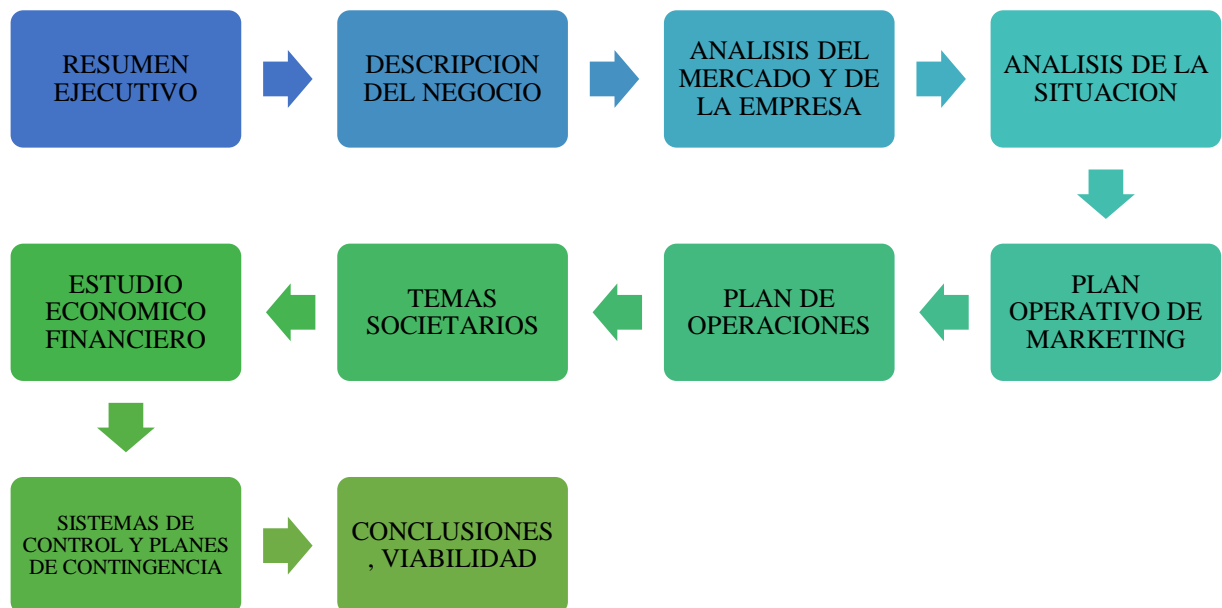 RESUMEN
EJECUTIVO
DESCRIPCION
DEL NEGOCIO
ANALISIS DEL
MERCADO Y DE
LA EMPRESA
ANALISIS DE LA
SITUACION
PLAN
OPERATIVO DE
MARKETING
PLAN DE
OPERACIONES
TEMAS
SOCIETARIOS
ESTUDIO
ECONOMICO
FINANCIERO
SISTEMAS DE
CONTROL Y PLANES
DE CONTINGENCIA
CONCLUSIONES
, VIABILIDAD